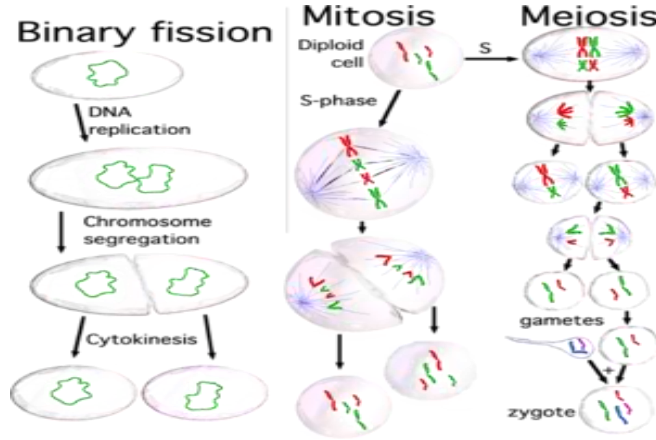 Binary fission
DNA
replication
Chromosome
segregation
Cytokinesis
Mitosis
Diploid
cell
S-phase
S
Meiosis
gametes
+
zygote